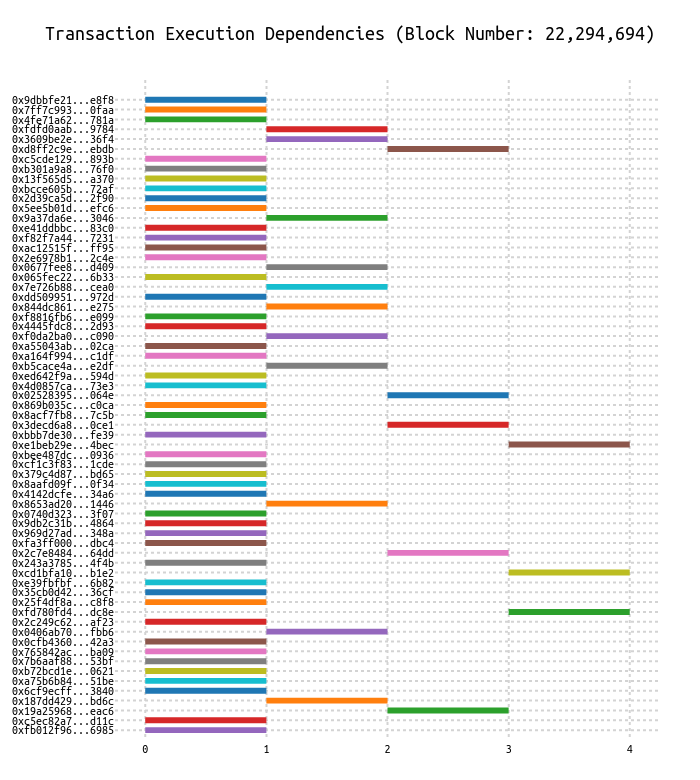 Transaction Execution Dependencies (Block Number: 22,294,694)
0x9dbbfe21...e8f8
0x7ff7c993...0faa
0x4fe71a62...781a
0xfdfd0aab...9784
0x3609be2e...36f4
0xd8ff2c9e...ebdb
0xc5cde129...893b
0xb301a9a8...76f0
0x13f565d5...a370
0xbcce605b...72af
0x2d39ca5d...2f90
0x5ee5b01d...efc6
0x9a37da6e...3046
0xe41ddbbc...83c0
0xf82f7a44...7231
0xac12515f...ff95
0x2e6978b1...2c4e
0x0677fee8...d409
0x065fec22...6b33
0x7e726b88...cea0
0xdd509951...972d
0x844dc861...e275
0xf8816fb6...e099
0x4445fdc8...2d93
0xf0da2ba0...c090
0xa55043ab...02ca
0xa164f994...c1df
0xb5cace4a...e2df
0xed642f9a...594d
0x4d0857ca...73e3
0x02528395...064e
0x869b035c...c0ca
0x8acf7fb8...7c5b
0x3decd6a8...0ce1
0xbbb7de30...fe39
0xe1beb29e...4bec
0xbee487dc...0936
0xcf1c3f83...1cde
0x379c4d87...bd65
0x8aafd09f...0f34
0x4142dcfe...34a6
0x8653ad20...1446
0x0740d323...3f07
0x9db2c31b...4864
0x969d27ad...348a
0xfa3ff000...dbc4
0x2c7e8484...64dd
0x243a3785...4f4b
0xcd1bfa10...b1e2
0xe39fbfbf...6b82
0x35cb0d42...36cf
0x25f4df8a...c8f8
0xfd780fd4...dc8e
0x2c249c62...af23
0x0406ab70...fbb6
0x0cfb4360...42a3
0x765842ac...ba09
0x7b6aaf88...53bf
0xb72bcd1e...0621
0xa75b6b84...51be
0x6cf9ecff...3840
0x187dd429...bd6c
0x19a25968...eac6
0xc5ec82a7...d11c
0xfb012f96...6985
0 1 2 3 4